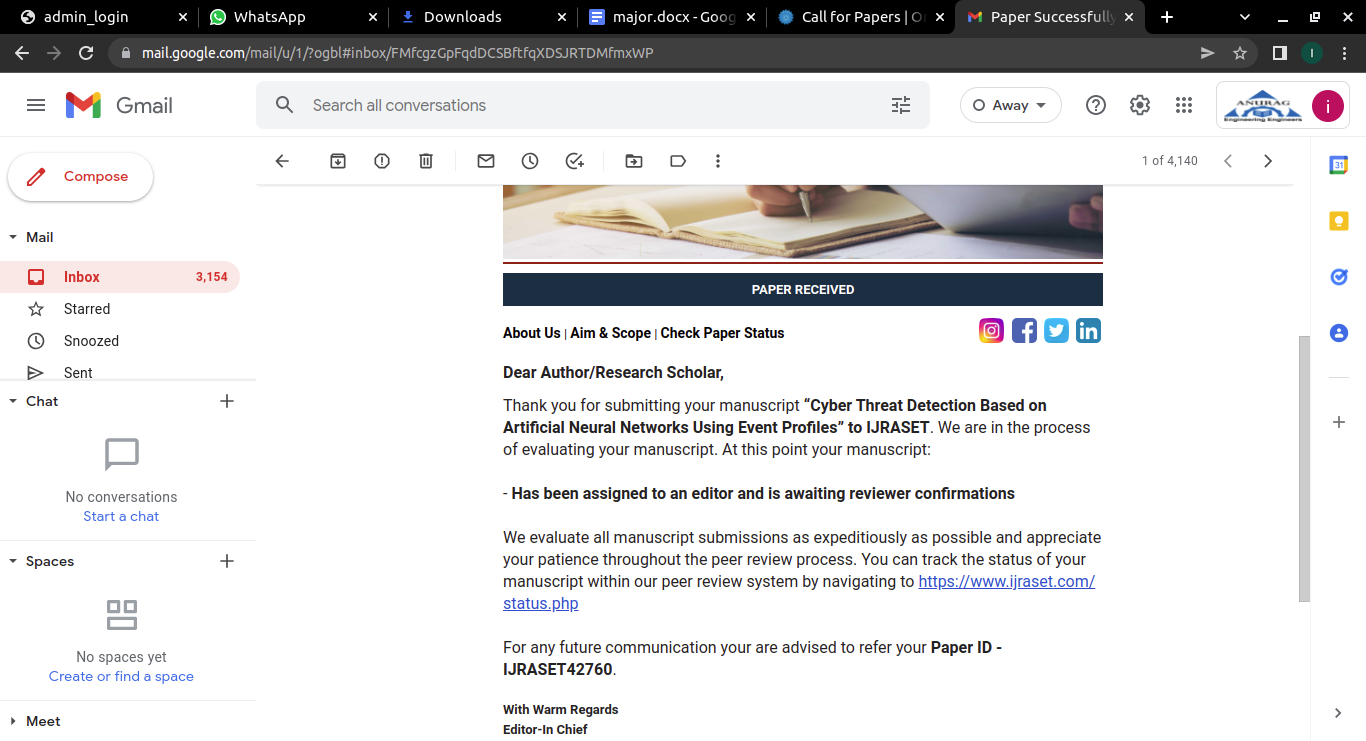 admin_login
WhatsApp
Downloads
major.docx - Goog
Call for Papers | O
Paper Successfully
mail.google.com/mail/u/1/?ogbl#inbox/FMfcgzGpFqdDCSBftfqXDSJRTDMfmxWP
I
Gmail
Search all conversations
Away
ANURAG
Engineering Engineers
i
Compose
1 of 4,140
31
Mail
Inbox 3,154
Starred
Snoozed
Sent
Chat
No conversations
Start a chat
Spaces
No spaces yet
Create or find a space
Meet
PAPER RECEIVED
About Us | Aim & Scope | Check Paper Status
Dear Author/Research Scholar,
Thank you for submitting your manuscript “Cyber Threat Detection Based on
Artificial Neural Networks Using Event Profiles” to IJRASET. We are in the process
of evaluating your manuscript. At this point your manuscript:
- Has been assigned to an editor and is awaiting reviewer confirmations
We evaluate all manuscript submissions as expeditiously as possible and appreciate
your patience throughout the peer review process. You can track the status of your
manuscript within our peer review system by navigating to https://www.ijraset.com/
status.php
For any future communication your are advised to refer your Paper ID -
IJRASET42760.
With Warm Regards
Editor-In Chief